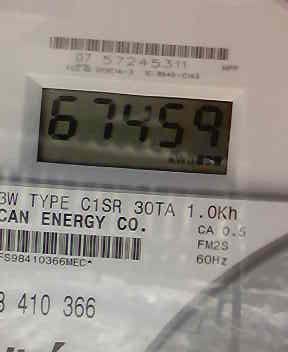 07 57245311
67459
3W TYPE C1SR 30TA 1.0Kh
CAN ENERGY CO.
CA 0.5
FM2S
60Hz
FS98410366MEC*
8 410 366